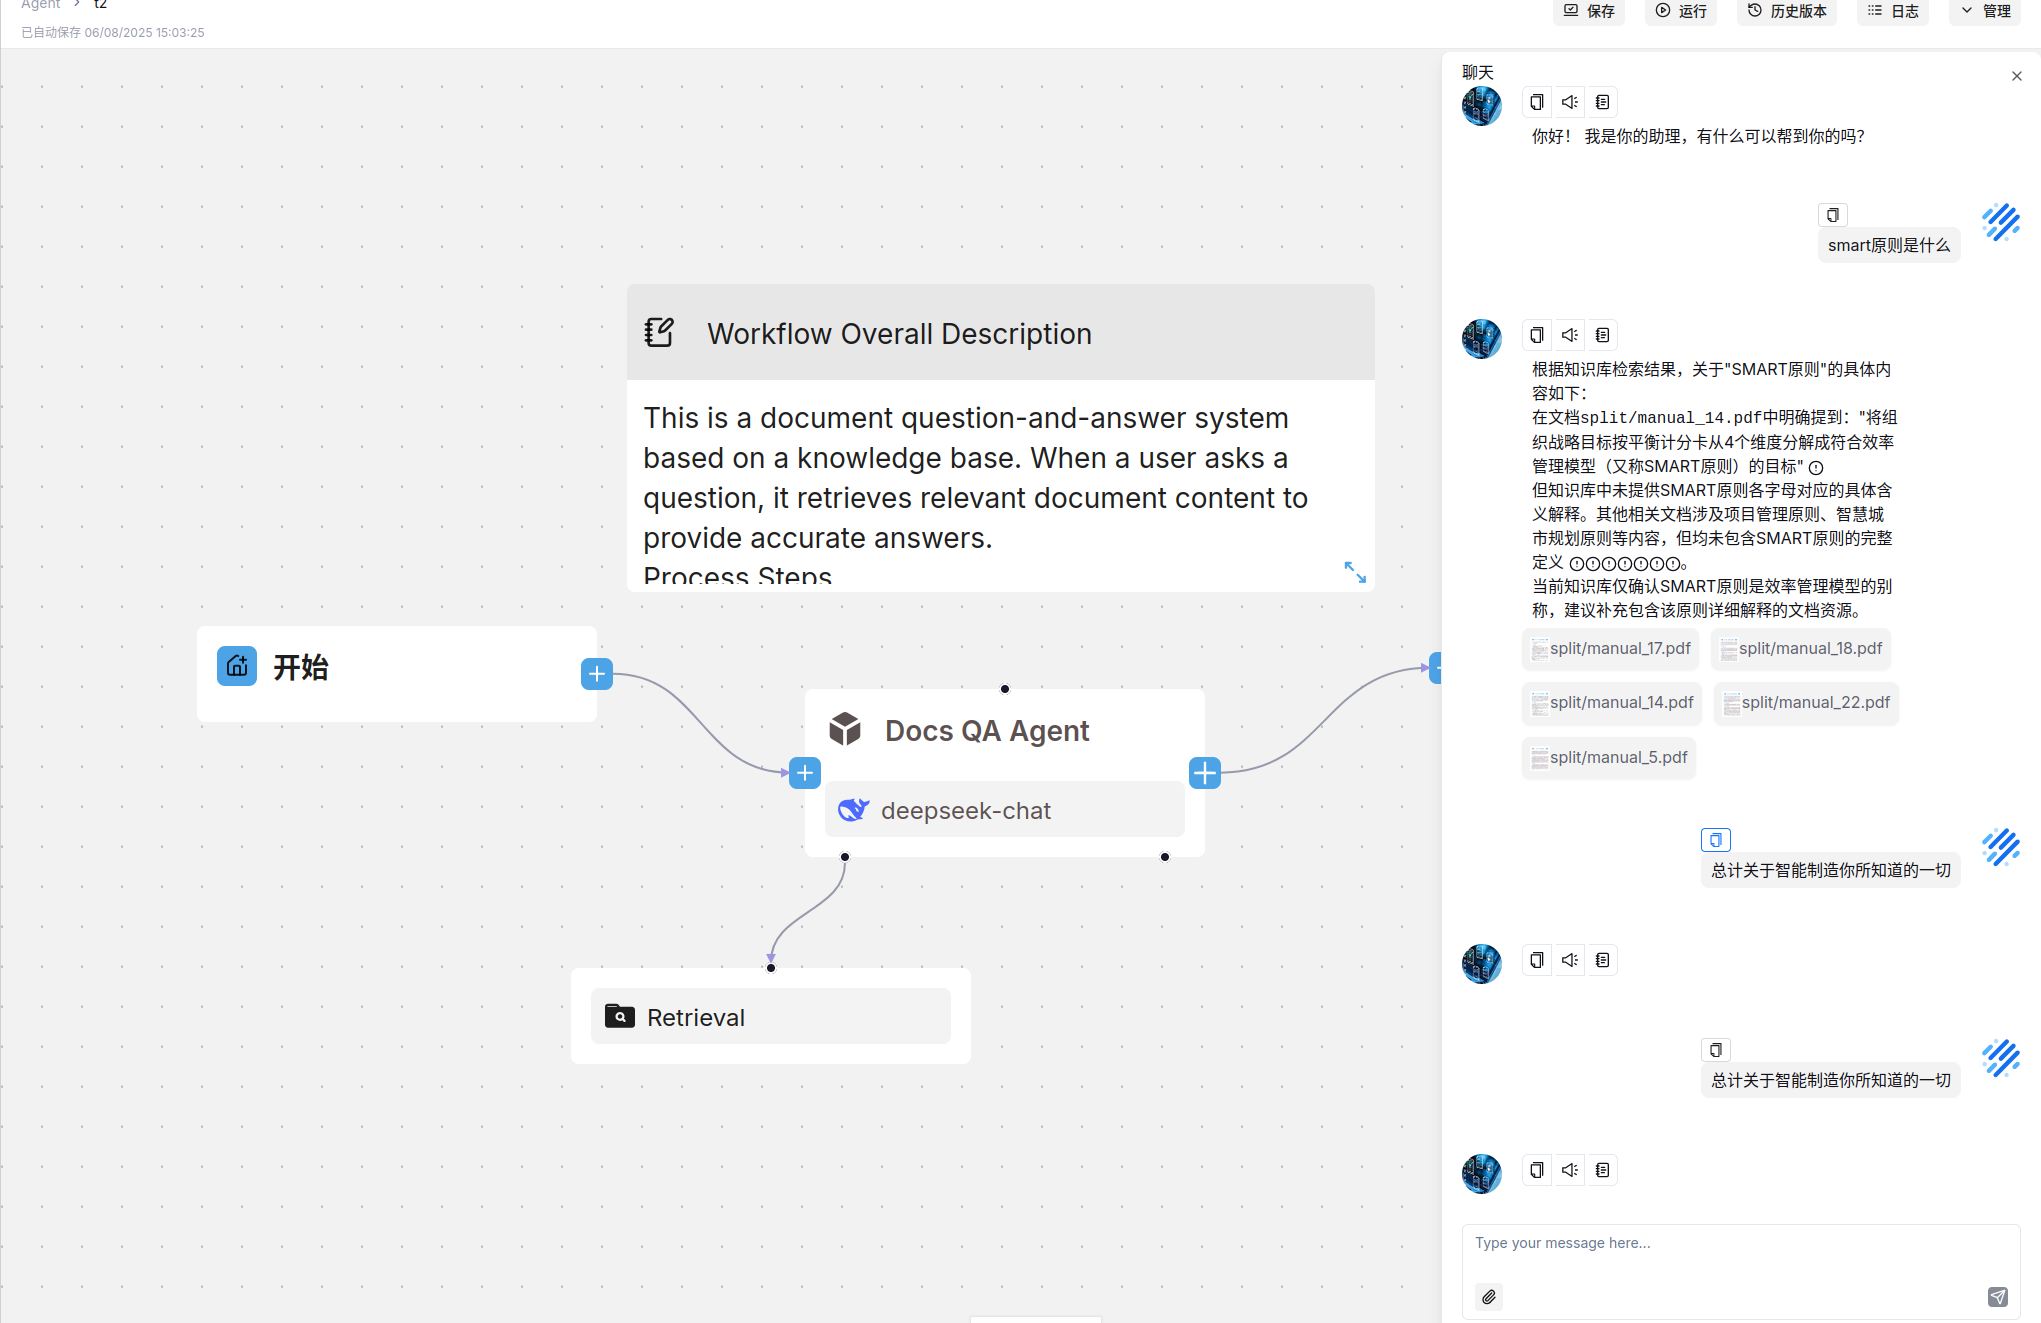 Agent > t2
已自动保存 06/08/2025 15:03:25
保存
运行
历史版本
日志
管理
Workflow Overall Description
This is a document question-and-answer system
based on a knowledge base. When a user asks a
question, it retrieves relevant document content to
provide accurate answers.
Process Steps
开始
Docs QA Agent
deepseek-chat
Retrieval
聊天
你好！ 我是你的助理，有什么可以帮到你的吗？
smart原则是什么
根据知识库检索结果，关于"SMART原则"的具体内
容如下：
在文档split/manual_14.pdf中明确提到："将组
织战略目标按平衡计分卡从4个维度分解成符合效率
管理模型（又称SMART原则）的目标"
但知识库中未提供SMART原则各字母对应的具体含
义解释。其他相关文档涉及项目管理原则、智慧城
市规划原则等内容，但均未包含SMART原则的完整
定义 。
当前知识库仅确认SMART原则是效率管理模型的别
称，建议补充包含该原则详细解释的文档资源。
split/manual_17.pdf
split/manual_18.pdf
split/manual_14.pdf
split/manual_22.pdf
split/manual_5.pdf
总计关于智能制造你所知道的一切
总计关于智能制造你所知道的一切
Type your message here...